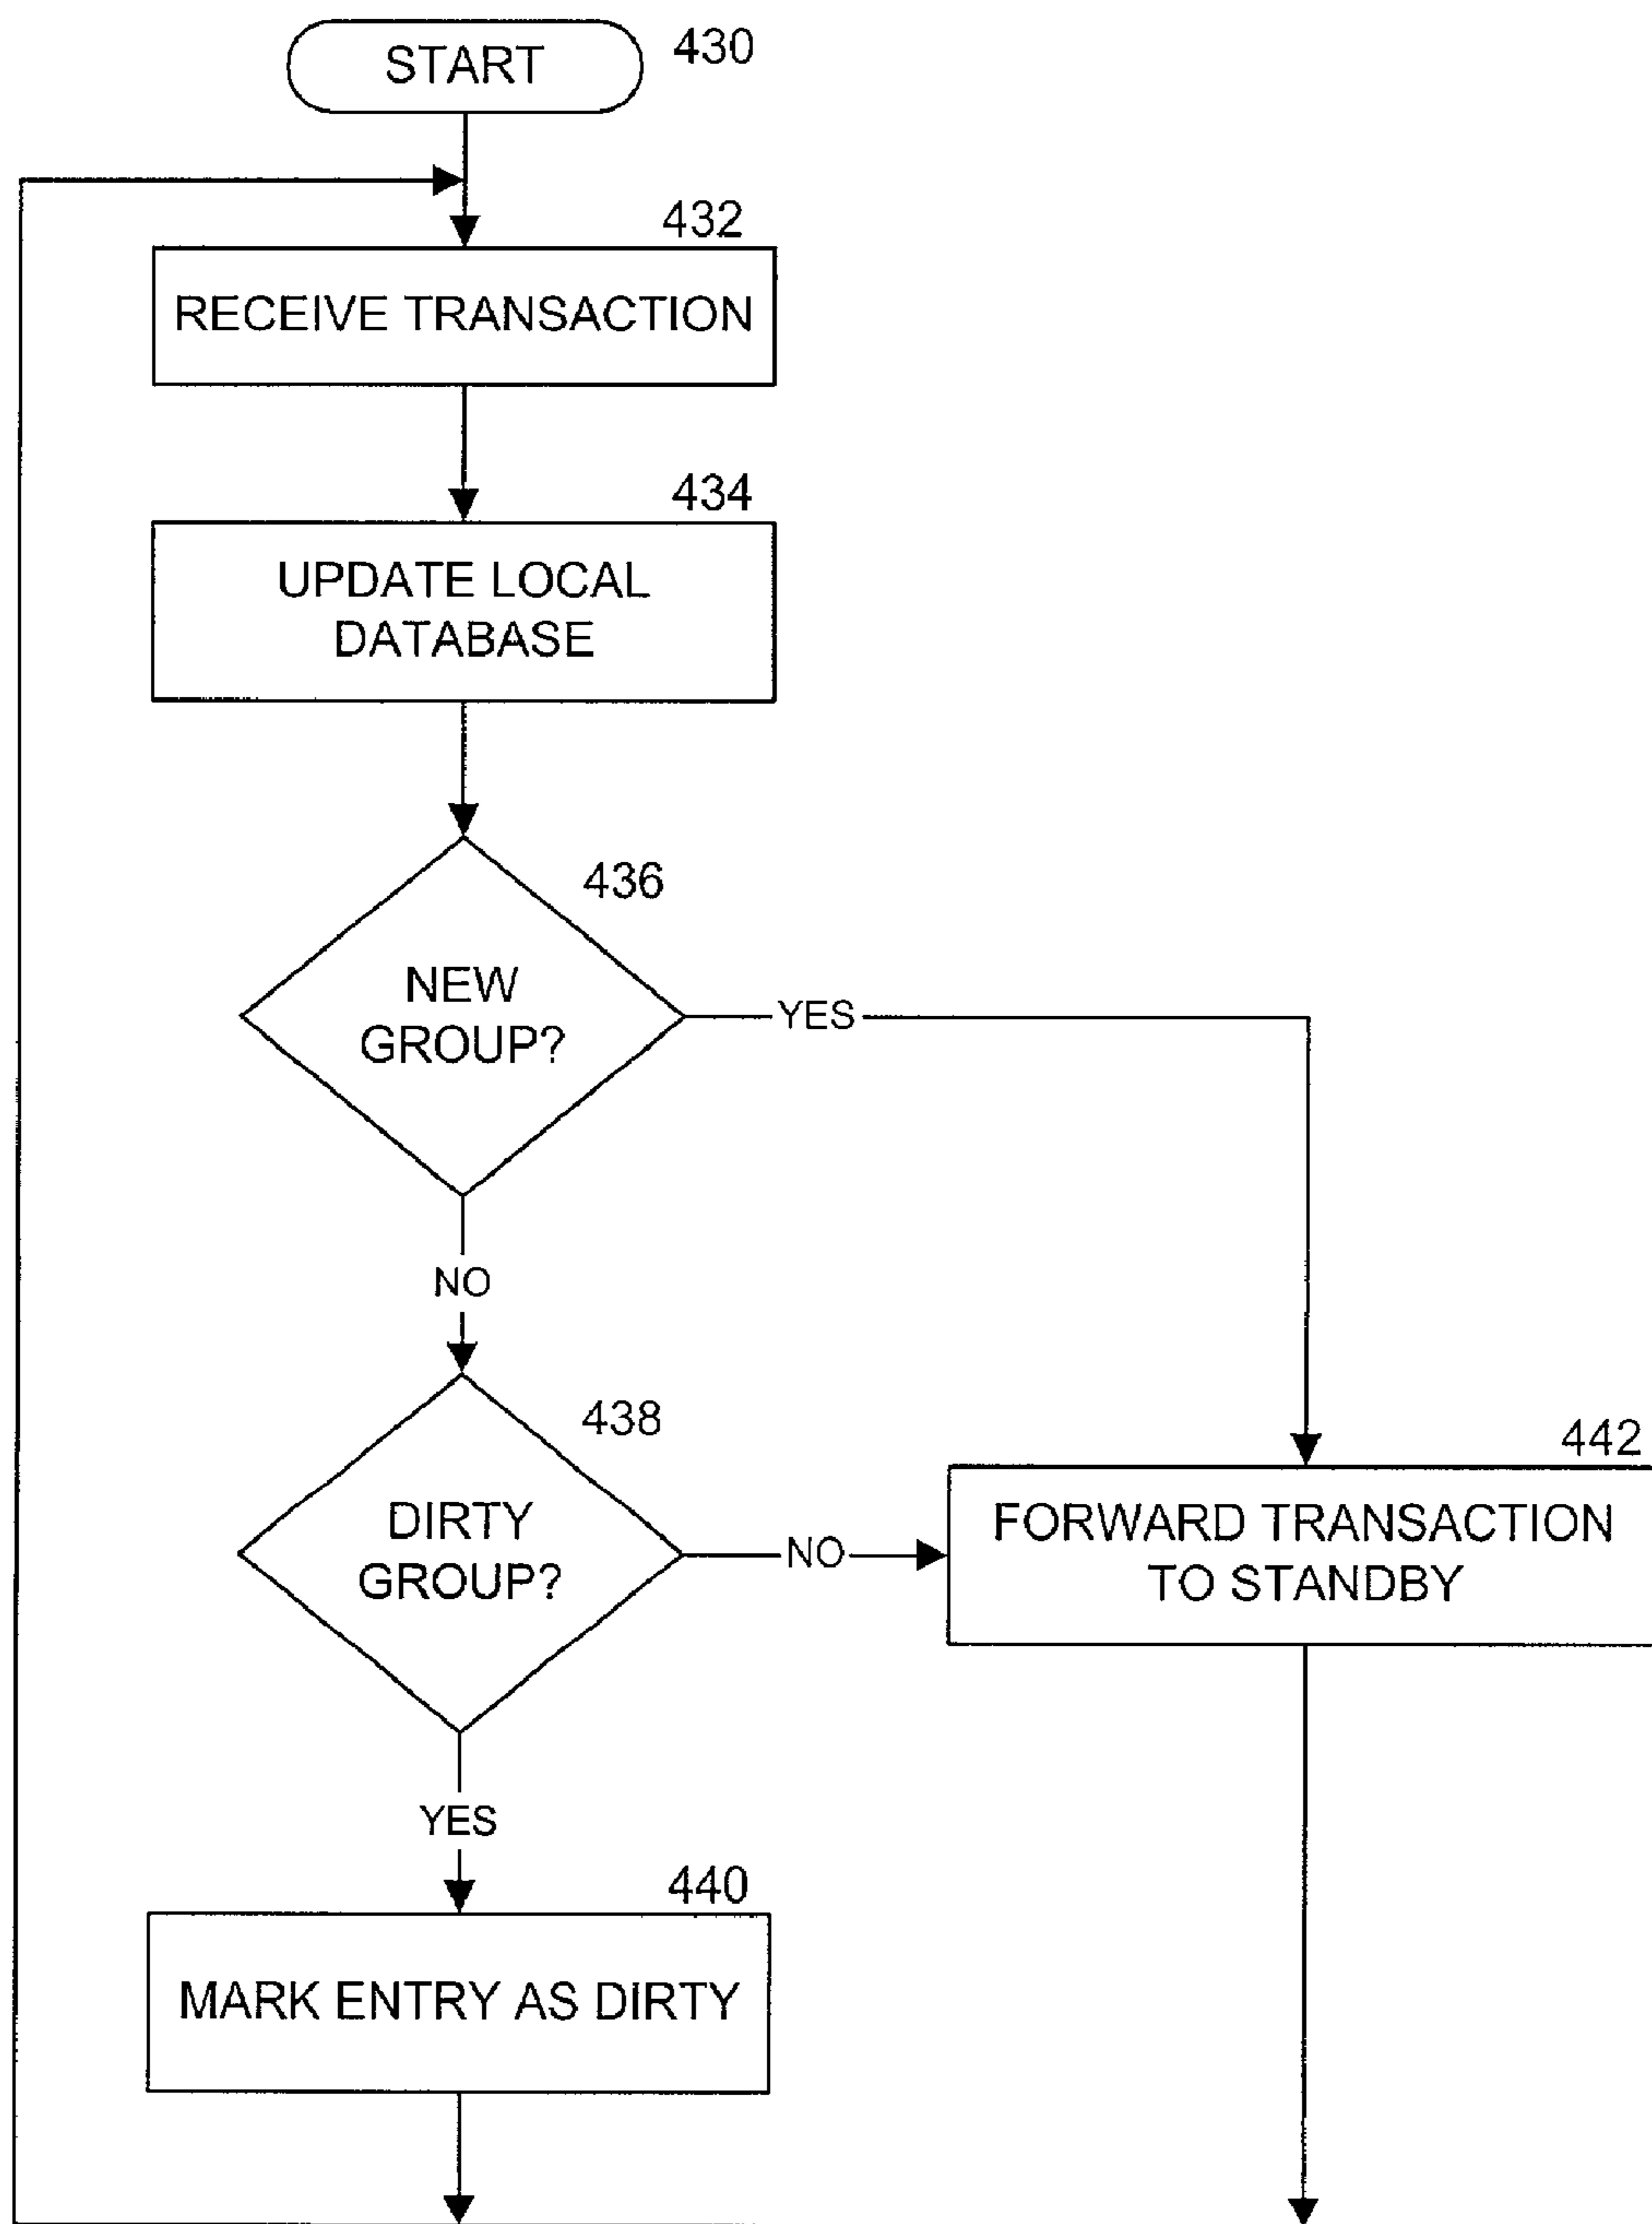 START
430
432
RECEIVE TRANSACTION
434
UPDATE LOCAL
DATABASE
436
NEW
GROUP?
YES
NO
438
DIRTY
GROUP?
NO
442
FORWARD TRANSACTION
TO STANDBY
YES
440
MARK ENTRY AS DIRTY